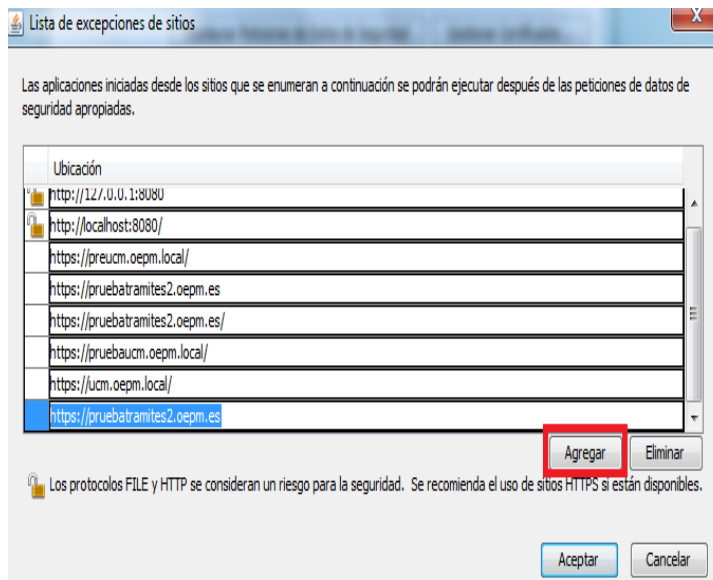 Lista de excepciones de sitios
Las aplicaciones iniciadas desde los sitios que se enumeran a continuación se podrán ejecutar después de las peticiones de datos de
seguridad apropiadas.
Ubicación
http://127.0.0.1:8080
http://localhost:8080/
https://preucm.oepm.local/
https://pruebatramites2.oepm.es
https://pruebatramites2.oepm.es/
https://pruebaucm.oepm.local/
https://ucm.oepm.local/
https://pruebatramites2.oepm.es
Agregar Eliminar
Los protocolos FILE y HTTP se consideran un riesgo para la seguridad. Se recomienda el uso de sitios HTTPS si están disponibles.
Aceptar Cancelar